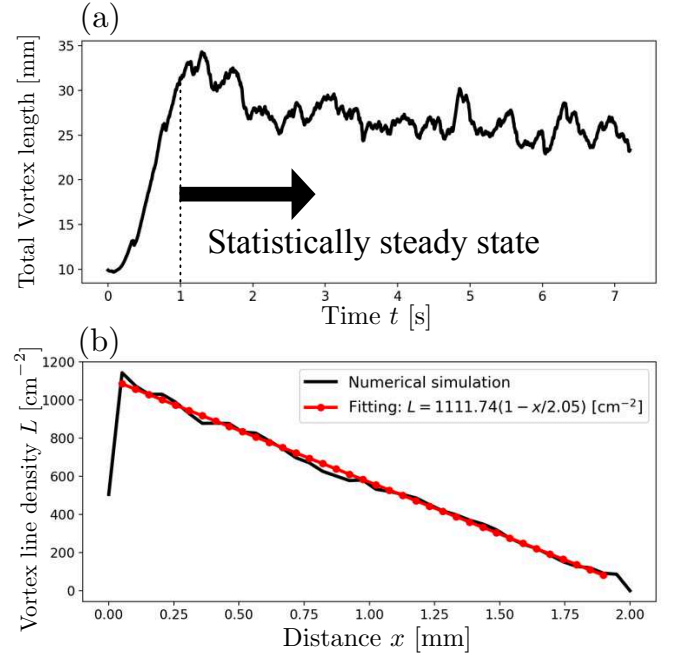 (a)
Total Vortex length [mm]
35
30
25
20
15
10
Statistically steady state
0 1 2 3 4 5 6 7
Time t [s]
(b)
Vortex line density L [cm⁻²]
1200
1000
800
600
400
200
0
Numerical simulation
Fitting: L = 1111.74(1 − x/2.05) [cm⁻²]
0.00 0.25 0.50 0.75 1.00 1.25 1.50 1.75 2.00
Distance x [mm]